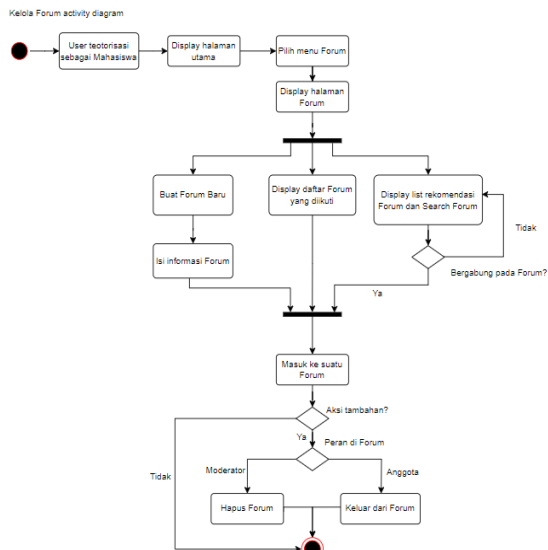 Kelola Forum activity diagram
User teotorisasi
sebagai Mahasiswa
Display halaman
utama
Pilih menu Forum
Display halaman
Forum
Buat Forum Baru
Display daftar Forum
yang diikuti
Display list rekomendasi
Forum dan Search Forum
Tidak
Isi informasi Forum
Bergabung pada Forum?
Ya
Masuk ke suatu
Forum
Aksi tambahan?
Ya
Peran di Forum
Tidak
Moderator
Anggota
Hapus Forum
Keluar dari Forum